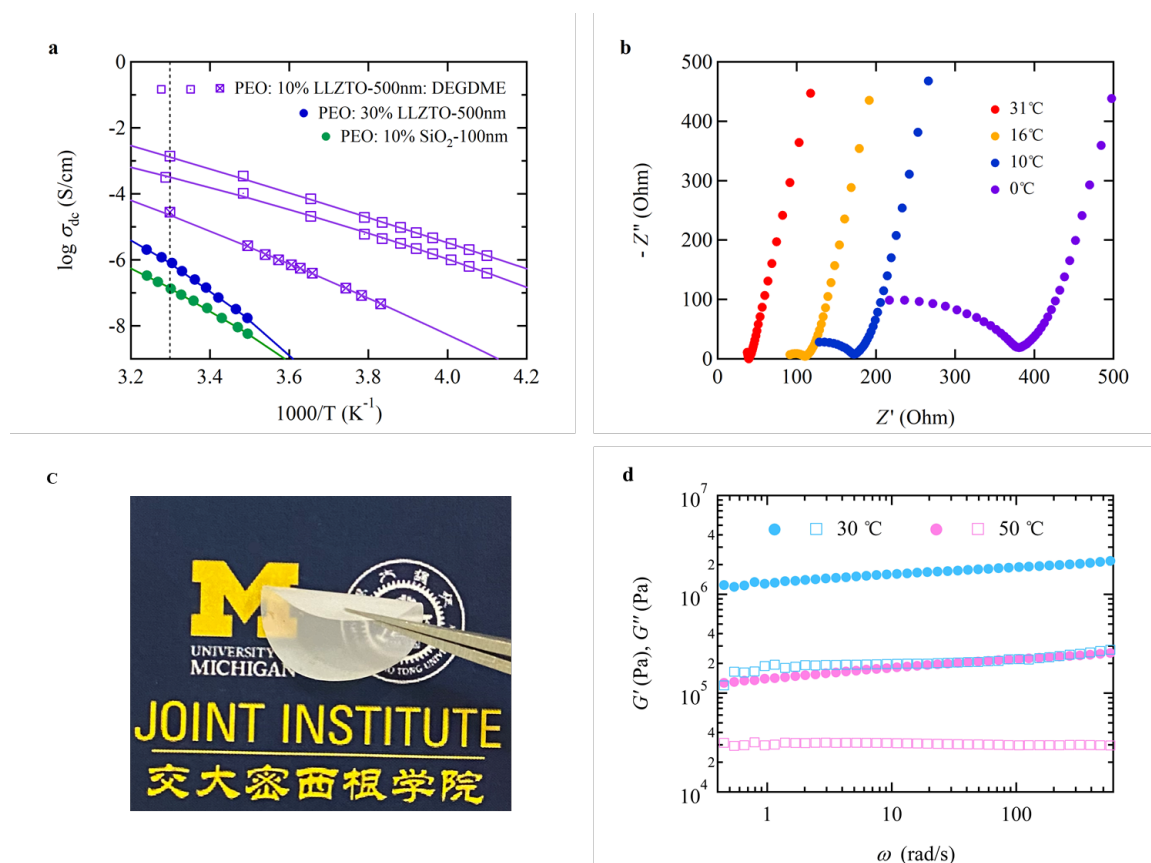 a
0
-2
-4
-6
-8
log σdc (S/cm)
PEO: 10% LLZTO-500nm: DEGDME
PEO: 30% LLZTO-500nm
PEO: 10% SiO2-100nm
3.2 3.4 3.6 3.8 4.0 4.2
1000/T (K-1)
b
500
400
300
200
100
0
- Z" (Ohm)
31℃
16℃
10℃
0℃
0 100 200 300 400 500
Z' (Ohm)
c
M
UNIVERSITY OF
MICHIGAN
TONG UNIV
JOINT INSTITUTE
交大密西根学院
d
10^7
4
2
10^6
4
2
10^5
4
2
10^4
G' (Pa), G" (Pa)
30 ℃ 50 ℃
1 10 100
ω (rad/s)